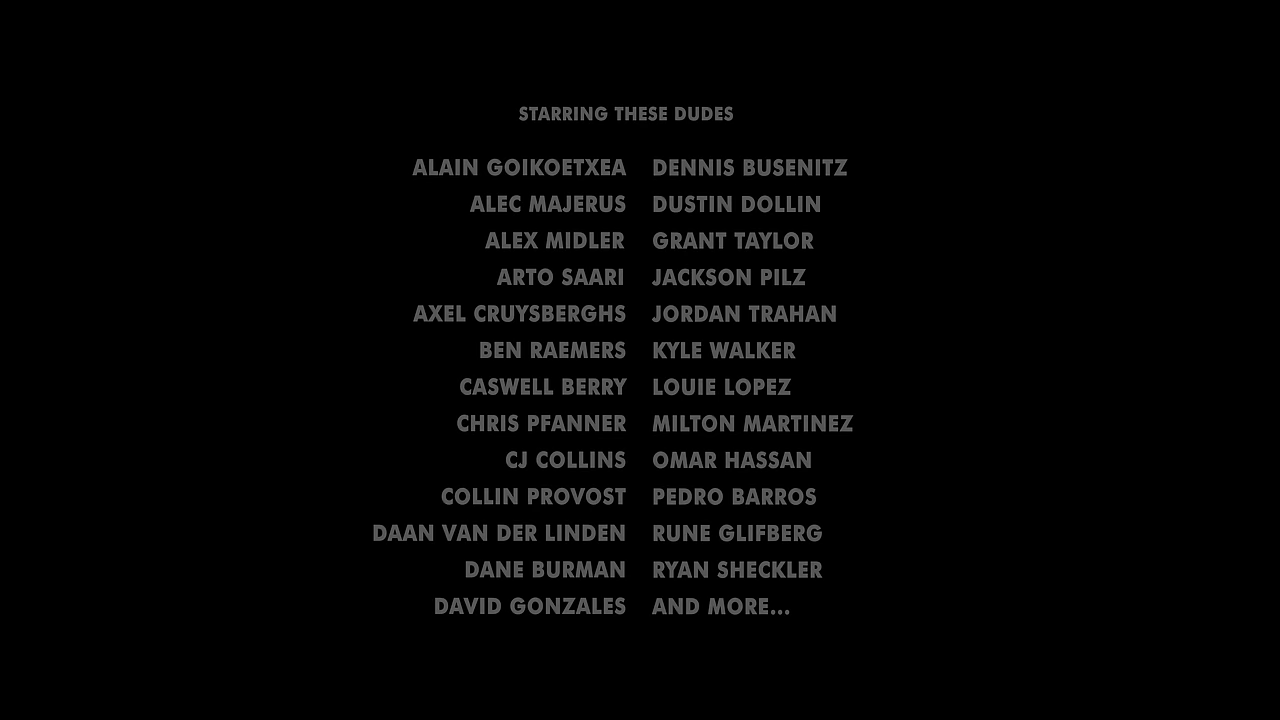 STARRING THESE DUDES
ALAIN GOIKOETXEA DENNIS BUSENITZ
ALEC MAJERUS DUSTIN DOLLIN
ALEX MIDLER GRANT TAYLOR
ARTO SAARI JACKSON PILZ
AXEL CRUYSBERGHS JORDAN TRAHAN
BEN RAEMERS KYLE WALKER
CASWELL BERRY LOUIE LOPEZ
CHRIS PFANNER MILTON MARTINEZ
CJ COLLINS OMAR HASSAN
COLLIN PROVOST PEDRO BARROS
DAAN VAN DER LINDEN RUNE GLIFBERG
DANE BURMAN RYAN SHECKLER
DAVID GONZALES AND MORE...